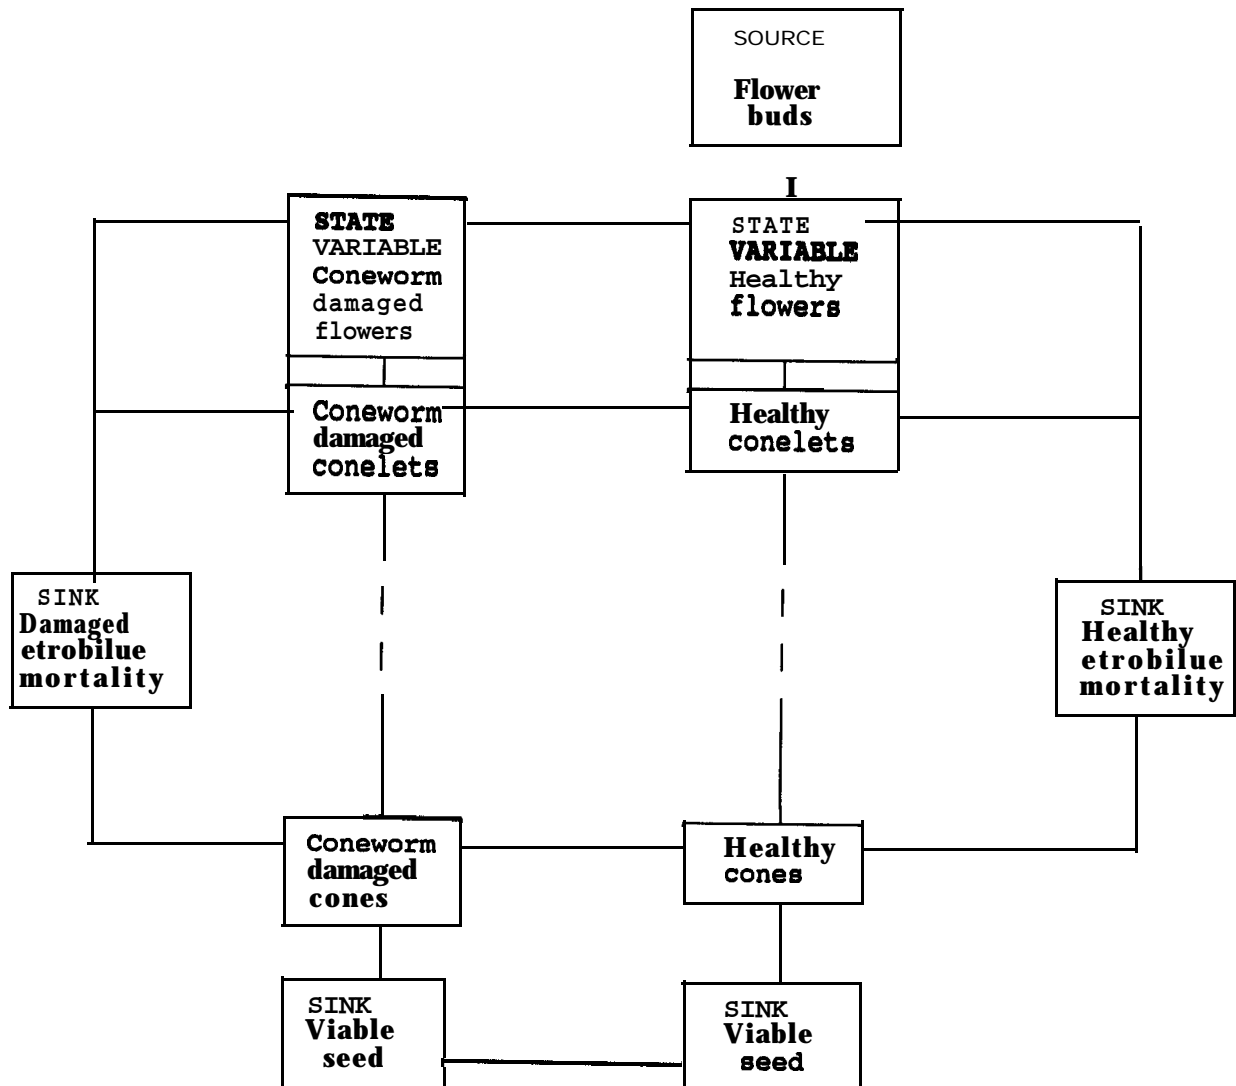 SOURCE
Flower
buds
I
STATE
VARIABLE
Coneworm
damaged
flowers
STATE
VARIABLE
Healthy
flowers
Coneworm
damaged
conelets
Healthy
conelets
SINK
Damaged
etrobilue
mortality
SINK
Healthy
etrobilue
mortality
Coneworm
damaged
cones
Healthy
cones
SINK
Viable
seed
SINK
Viable
seed